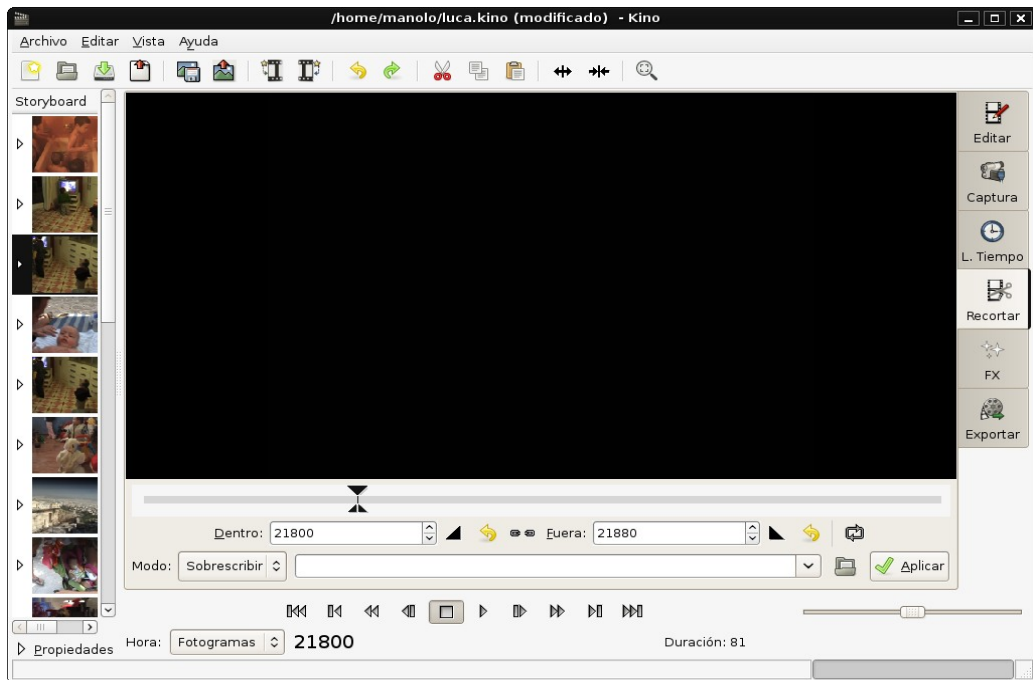 /home/manolo/luca.kino (modificado) - Kino
Archivo Editar Vista Ayuda
Storyboard
Editar
Captura
L. Tiempo
Recortar
FX
Exportar
Dentro: 21800 Fuera: 21880
Modo: Sobrescribir Aplicar
Hora: Fotogramas 21800 Duración: 81
Propiedades